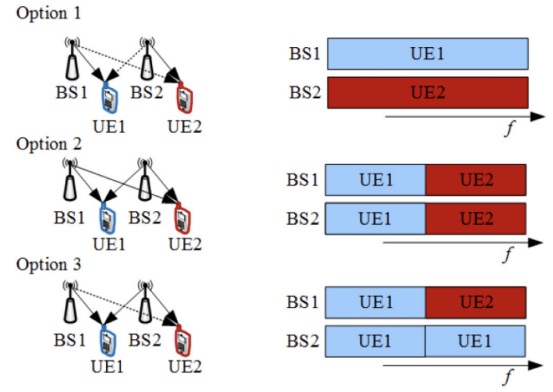 Option 1
BS1 BS2
UE1 UE2
BS1 UE1
BS2 UE2
f
Option 2
BS1 BS2
UE1 UE2
BS1 UE1 UE2
BS2 UE1 UE2
f
Option 3
BS1 BS2
UE1 UE2
BS1 UE1 UE2
BS2 UE1 UE1
f